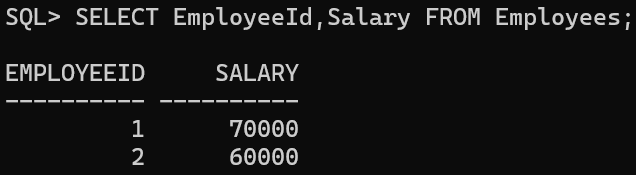 SQL> SELECT EmployeeId,Salary FROM Employees;
EMPLOYEEID     SALARY
---------- ----------
         1      70000
         2      60000